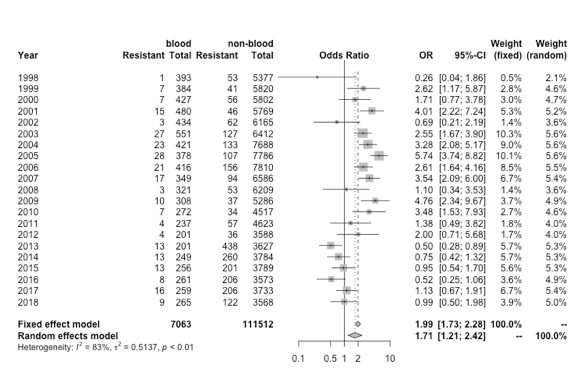 blood non-blood Weight Weight
Year Resistant Total Resistant Total Odds Ratio OR 95%-CI (fixed) (random)
1998 1 393 53 5377 0.26 [0.04; 1.86] 0.5% 2.1%
1999 7 384 41 5820 2.62 [1.17; 5.87] 2.8% 4.6%
2000 7 427 56 5802 1.71 [0.77; 3.78] 3.0% 4.7%
2001 15 480 46 5769 4.01 [2.22; 7.24] 5.3% 5.2%
2002 3 434 62 6165 0.69 [0.21; 2.19] 1.4% 3.6%
2003 27 551 127 6412 2.55 [1.67; 3.90] 10.3% 5.6%
2004 23 421 133 7688 3.28 [2.08; 5.17] 9.0% 5.5%
2005 28 378 107 7786 5.74 [3.74; 8.82] 10.1% 5.6%
2006 21 416 156 7810 2.61 [1.64; 4.16] 8.5% 5.5%
2007 17 349 94 6586 3.54 [2.09; 6.00] 6.7% 5.4%
2008 3 321 53 6209 1.10 [0.34; 3.53] 1.4% 3.6%
2009 10 308 37 5286 4.76 [2.34; 9.67] 3.7% 4.9%
2010 7 272 34 4517 3.48 [1.53; 7.93] 2.7% 4.6%
2011 4 237 57 4623 1.38 [0.49; 3.82] 1.8% 4.0%
2012 4 201 36 3588 2.00 [0.71; 5.68] 1.7% 4.0%
2013 13 201 438 3627 0.50 [0.28; 0.89] 5.7% 5.3%
2014 13 249 260 3784 0.75 [0.42; 1.32] 5.7% 5.3%
2015 13 256 201 3789 0.95 [0.54; 1.70] 5.6% 5.3%
2016 8 261 206 3573 0.52 [0.25; 1.06] 3.6% 4.9%
2017 16 259 206 3733 1.13 [0.67; 1.91] 6.7% 5.4%
2018 9 265 122 3568 0.99 [0.50; 1.98] 3.9% 5.0%
Fixed effect model 7063 111512 1.99 [1.73; 2.28] 100.0% --
Random effects model 1.71 [1.21; 2.42] -- 100.0%
Heterogeneity: I² = 83%, τ² = 0.5137, p < 0.01
0.1 0.5 1 2 10